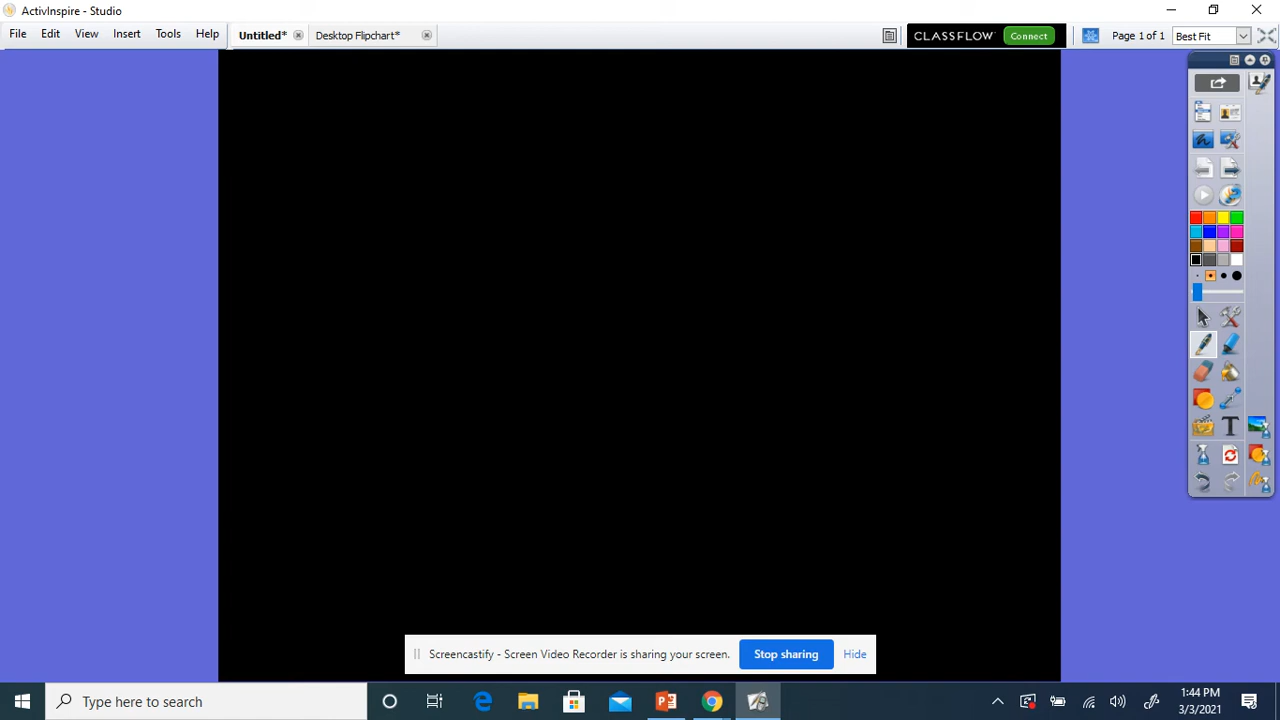 ActivInspire - Studio
File Edit View Insert Tools Help Untitled* Desktop Flipchart* CLASSFLOW Connect Page 1 of 1 Best Fit
T
Screencastify - Screen Video Recorder is sharing your screen. Stop sharing Hide
Type here to search
1:44 PM
3/3/2021